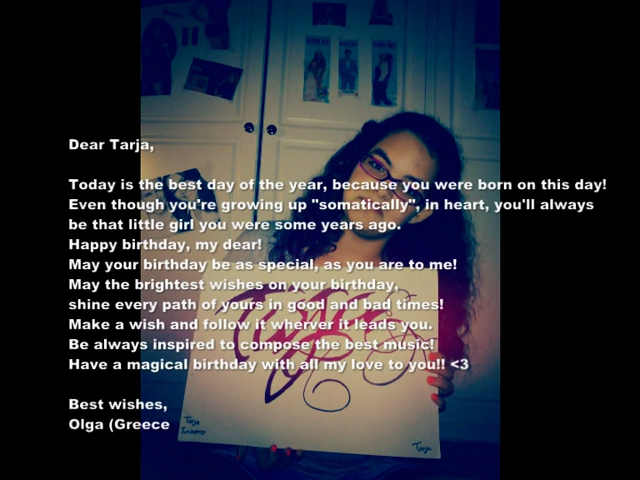 Dear Tarja,
Today is the best day of the year, because you were born on this day!
Even though you're growing up "somatically", in heart, you'll always
be that little girl you were some years ago.
Happy birthday, my dear!
May your birthday be as special, as you are to me!
May the brightest wishes on your birthday,
shine every path of yours in good and bad times!
Make a wish and follow it wherver it leads you.
Be always inspired to compose the best music!
Have a magical birthday with all my love to you!! <3
Best wishes,
Olga (Greece
Tarja
Tarja
Turunen
Tarja